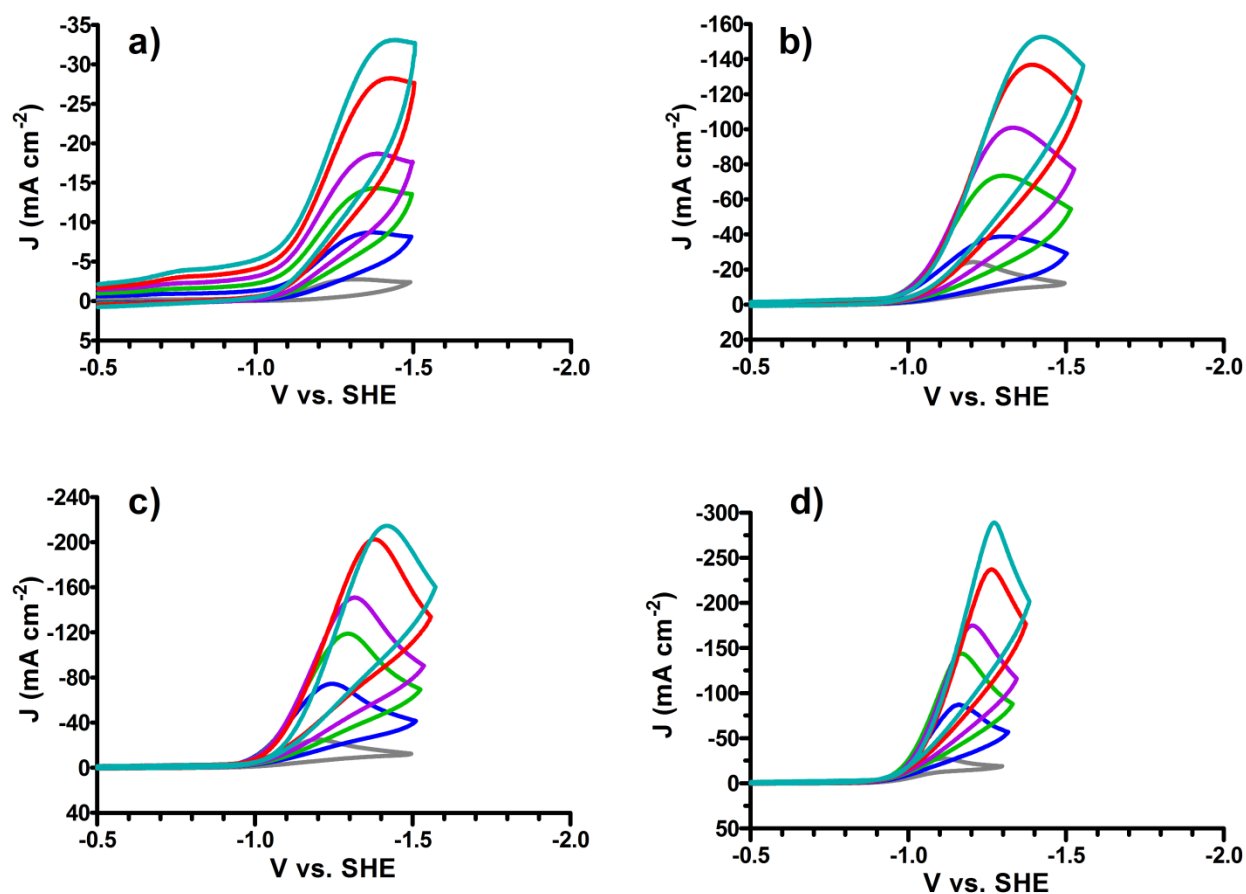 a)
-35
-30
-25
-20
-15
-10
-5
0
5
J (mA cm-2)
-0.5 -1.0 -1.5 -2.0
V vs. SHE
b)
-160
-140
-120
-100
-80
-60
-40
-20
0
20
J (mA cm-2)
-0.5 -1.0 -1.5 -2.0
V vs. SHE
c)
-240
-200
-160
-120
-80
-40
0
40
J (mA cm-2)
-0.5 -1.0 -1.5 -2.0
V vs. SHE
d)
-300
-250
-200
-150
-100
-50
0
50
J (mA cm-2)
-0.5 -1.0 -1.5 -2.0
V vs. SHE